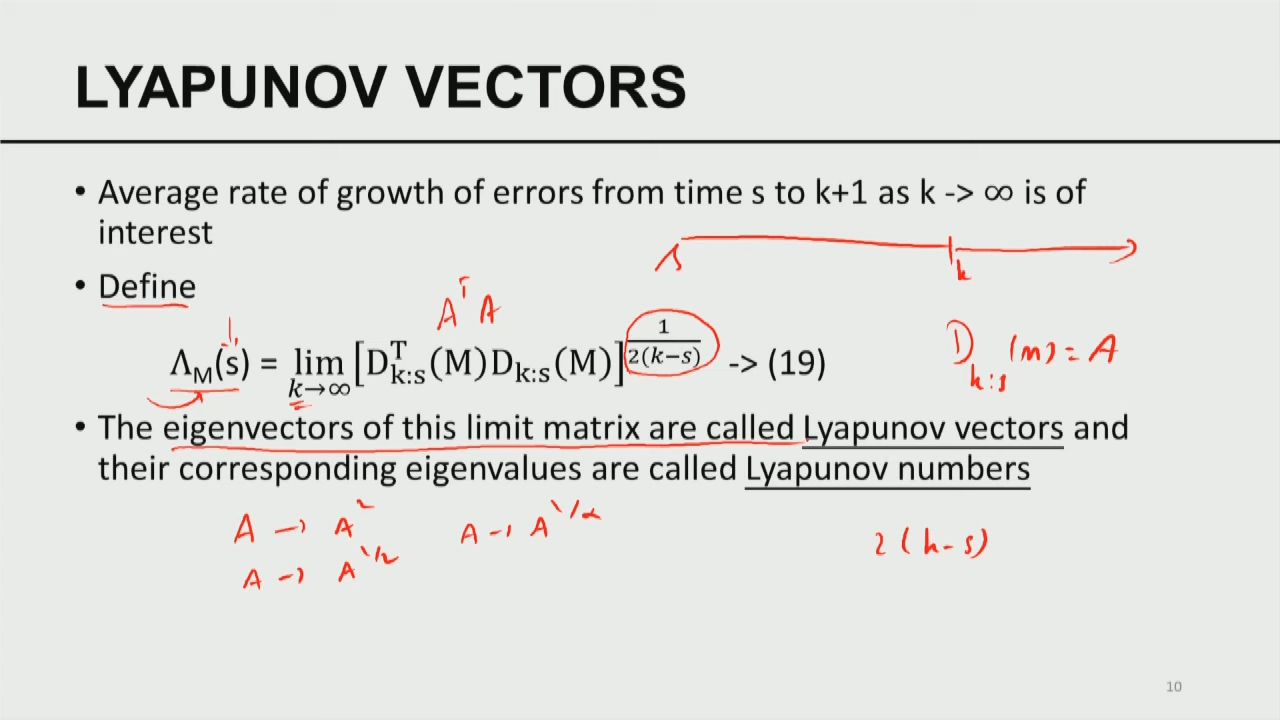 LYAPUNOV VECTORS
• Average rate of growth of errors from time s to k+1 as k -> ∞ is of
interest
s k
• Define
AᵀA
Λ_M(s) = lim_{k→∞} [D^T_{k:s}(M)D_{k:s}(M)]^{1/2(k−s)} -> (19)
D_{k:s}(M) = A
• The eigenvectors of this limit matrix are called Lyapunov vectors and
their corresponding eigenvalues are called Lyapunov numbers
A → A² A → A^{1/α}
A → A^{1/2} 2(k-s)
10